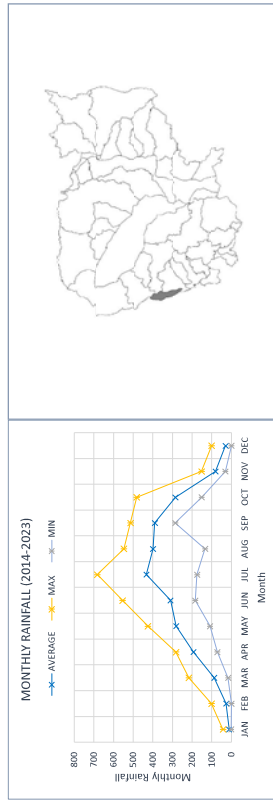 MONTHLY RAINFALL (2014-2023)
AVERAGE MAX MIN
800
700
600
500
400
300
200
100
0
Monthly Rainfall
JAN FEB MAR APR MAY JUN JUL AUG SEP OCT NOV DEC
Month